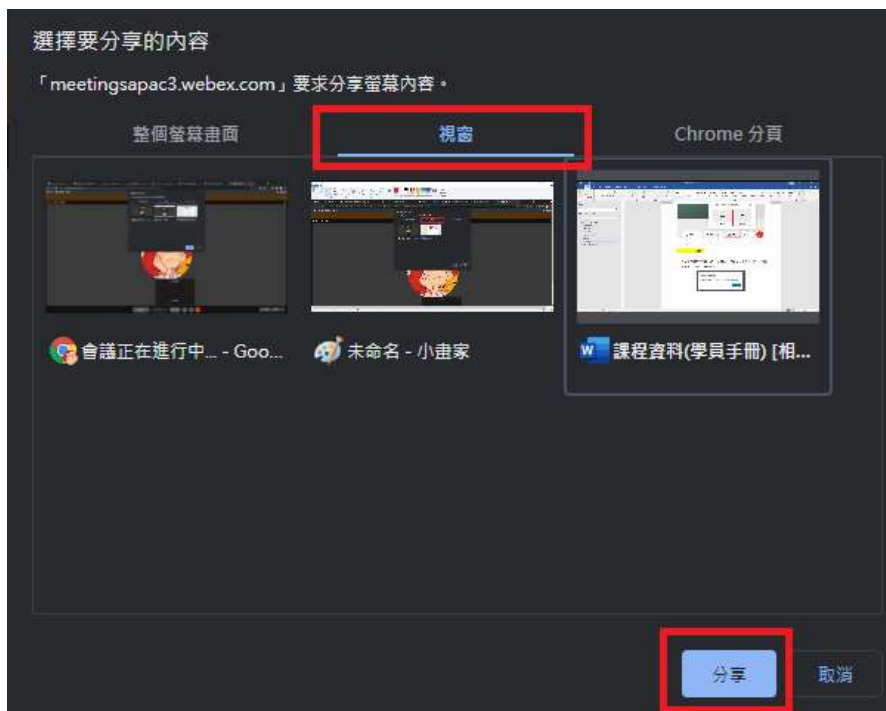 選擇要分享的內容
「meetingsapac3.webex.com」要求分享螢幕內容。
整個螢幕畫面
視窗
Chrome 分頁
會議正在進行中... - Goo...
未命名 - 小畫家
課程資料(學員手冊) [相...
分享
取消